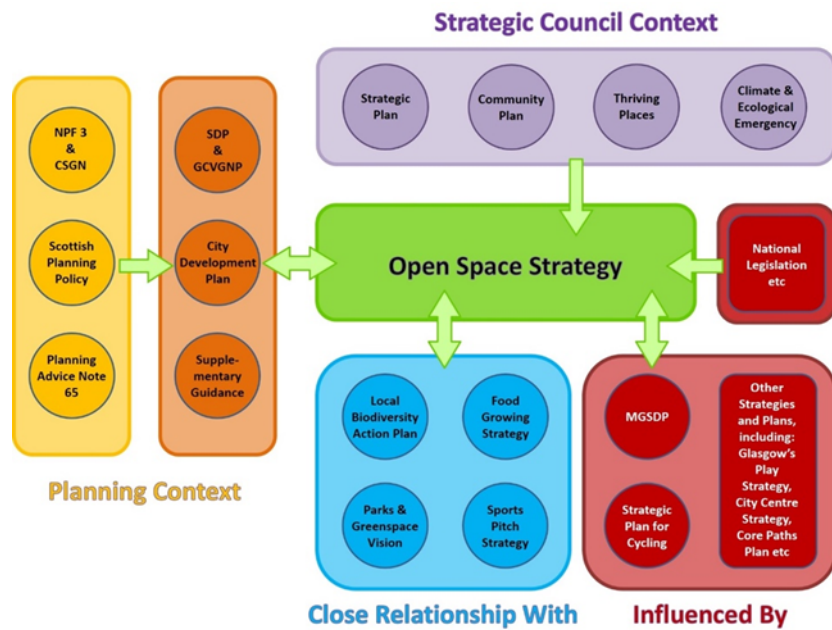 Strategic Council Context
Strategic
Plan
Community
Plan
Thriving
Places
Climate &
Ecological
Emergency
NPF 3
&
CSGN
Scottish
Planning
Policy
Planning
Advice Note
65
SDP
&
GCVGNP
City
Development
Plan
Supple-
mentary
Guidance
Planning Context
Open Space Strategy
National
Legislation
etc
Local
Biodiversity
Action Plan
Food
Growing
Strategy
Parks &
Greenspace
Vision
Sports
Pitch
Strategy
Close Relationship With
MGSDP
Strategic
Plan for
Cycling
Other
Strategies
and Plans,
including:
Glasgow's
Play
Strategy,
City Centre
Strategy,
Core Paths
Plan etc
Influenced By